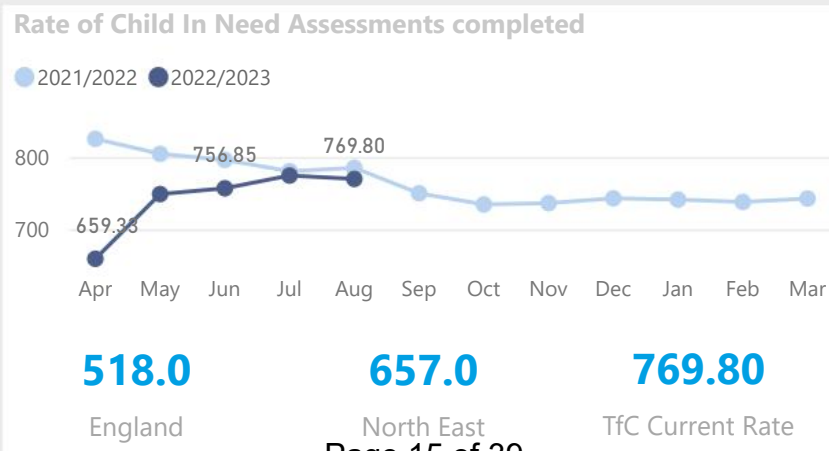 Rate of Child In Need Assessments completed
2021/2022 2022/2023
800
700
659.33
756.85
769.80
Apr May Jun Jul Aug Sep Oct Nov Dec Jan Feb Mar
518.0 657.0 769.80
England North East TfC Current Rate